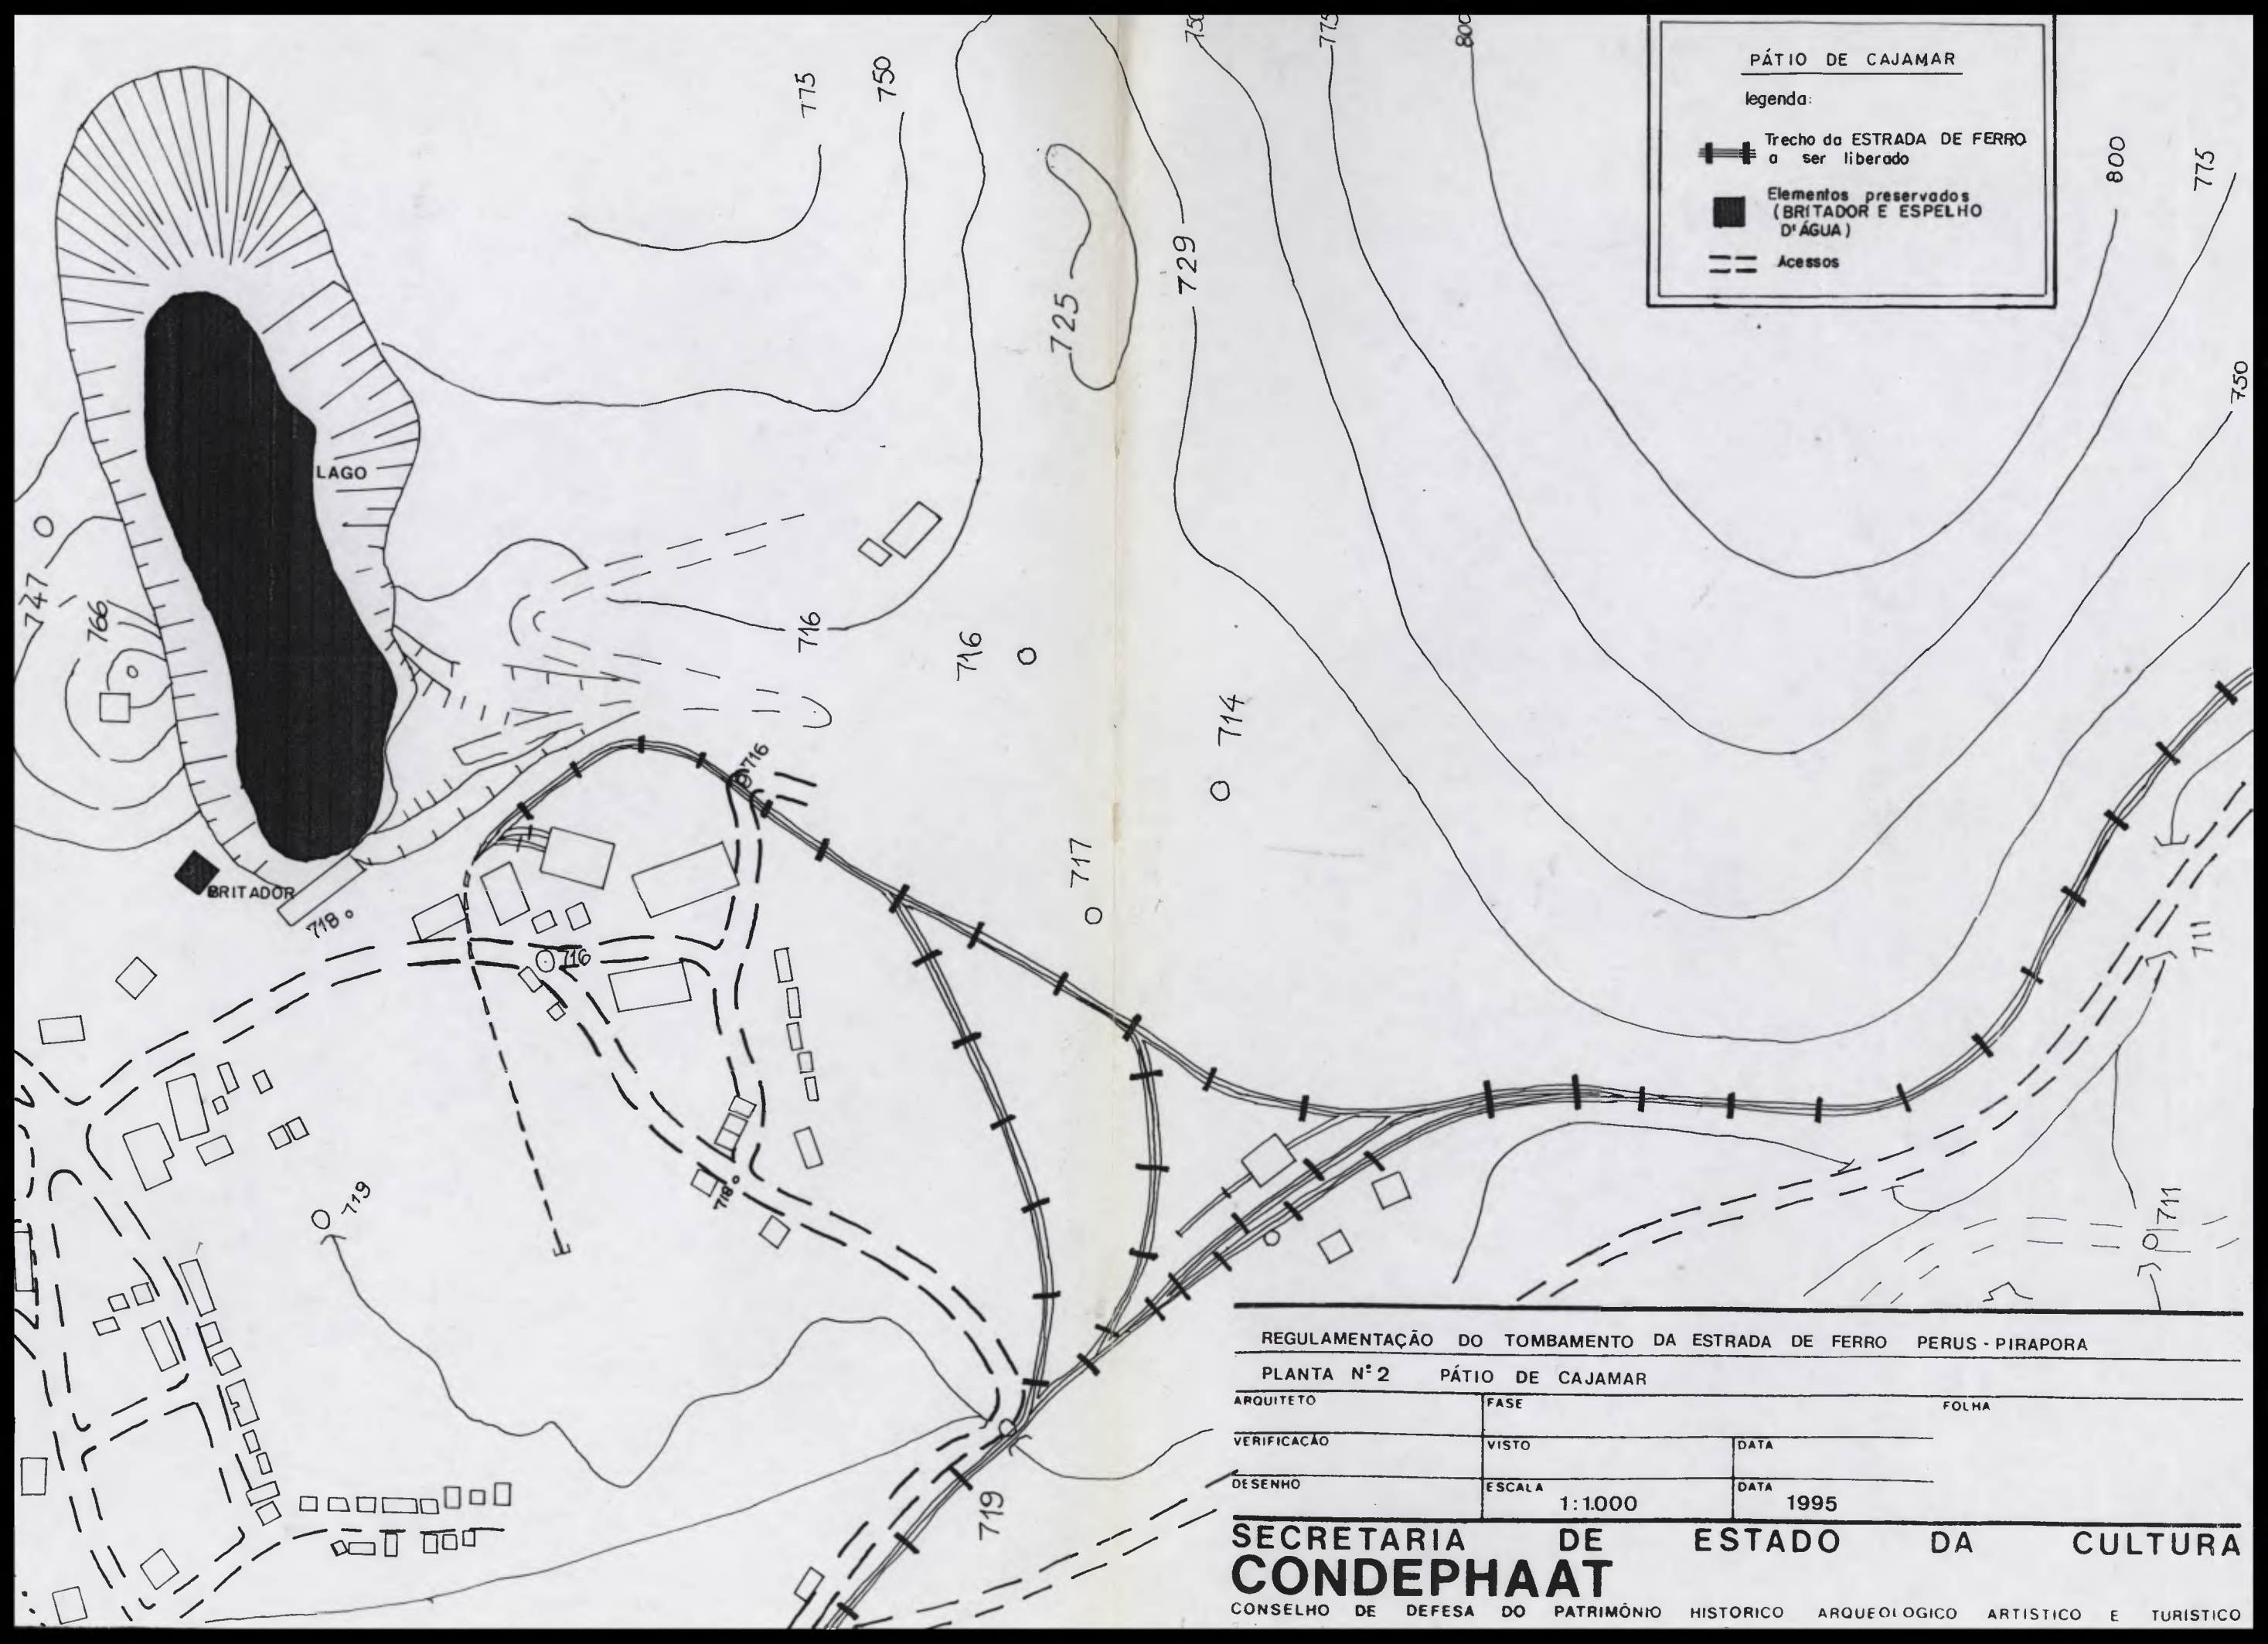 775
750
750
775
800
PÁTIO DE CAJAMAR
legenda:
Trecho da ESTRADA DE FERRO
a ser liberado
Elementos preservados
(BRITADOR E ESPELHO
D'ÁGUA)
Acessos
800
775
750
729
725
LAGO
747
766
716
716
714
716
717
BRITADOR
718
716
711
719
718
711
719
REGULAMENTAÇÃO DO TOMBAMENTO DA ESTRADA DE FERRO PERUS - PIRAPORA
PLANTA Nº 2 PÁTIO DE CAJAMAR
ARQUITETO FASE FOLHA
VERIFICAÇÃO VISTO DATA
DESENHO ESCALA 1:1.000 DATA 1995
SECRETARIA DE ESTADO DA CULTURA
CONDEPHAAT
CONSELHO DE DEFESA DO PATRIMÔNIO HISTORICO ARQUEOLOGICO ARTISTICO E TURISTICO